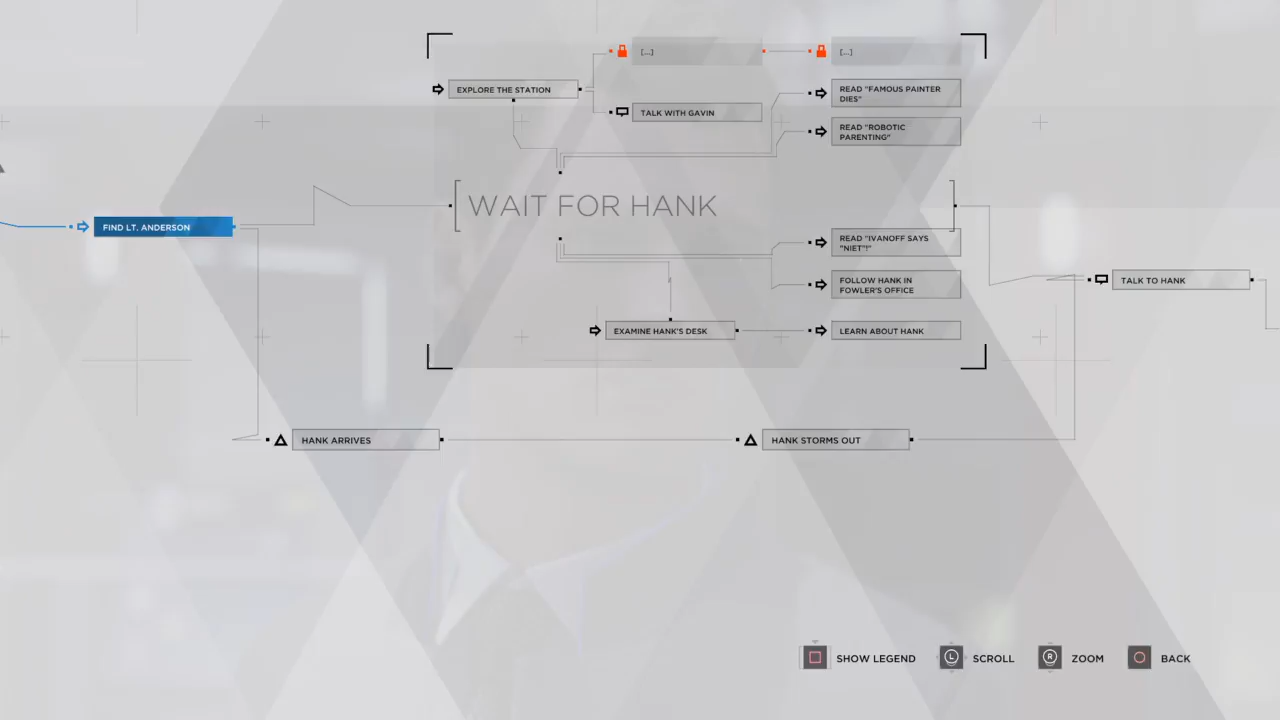 [...]
[...]
EXPLORE THE STATION
READ "FAMOUS PAINTER
DIES"
TALK WITH GAVIN
READ "ROBOTIC
PARENTING"
WAIT FOR HANK
FIND LT. ANDERSON
READ "IVANOFF SAYS
"NIET"!"
FOLLOW HANK IN
FOWLER'S OFFICE
TALK TO HANK
EXAMINE HANK'S DESK
LEARN ABOUT HANK
HANK ARRIVES
HANK STORMS OUT
SHOW LEGEND
L
SCROLL
R
ZOOM
BACK